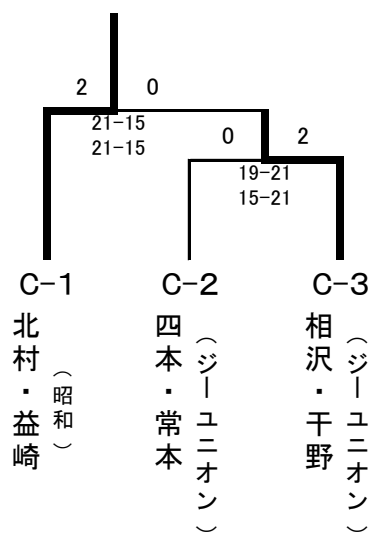 2 0
21-15
21-15
0 2
19-21
15-21
C-1
C-2
C-3
北村・益崎
（昭和）
四本・常本
（ジーユニオン）
相沢・干野
（ジーユニオン）